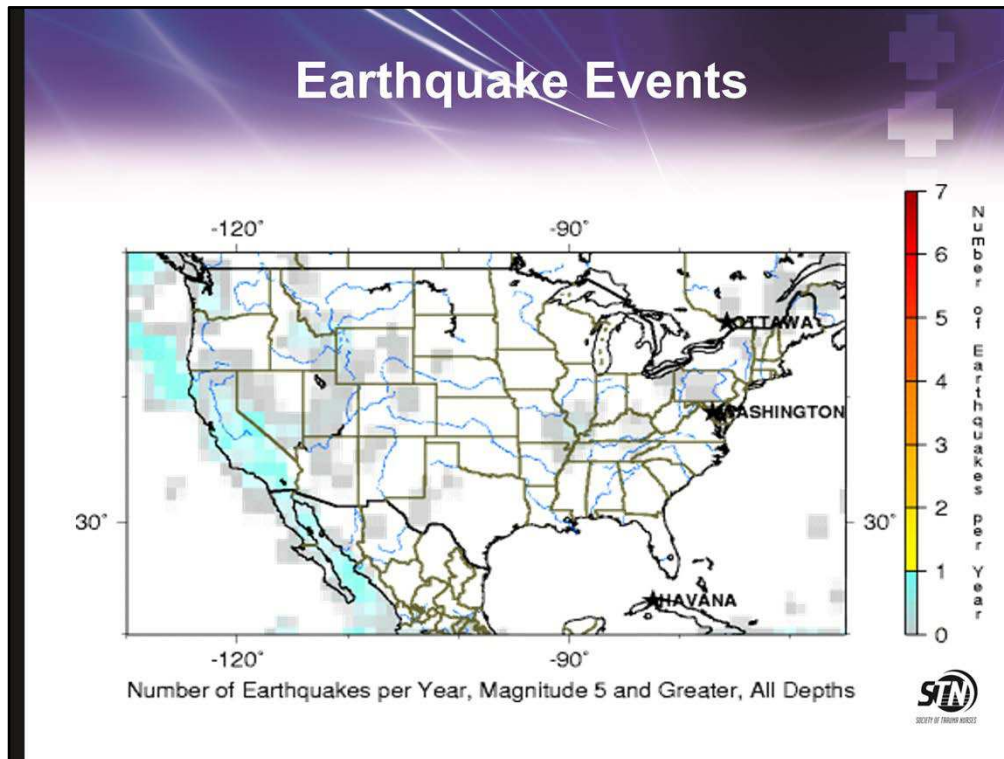 Earthquake Events
-120° -90°
7
6
5
4
3
2
1
0
Number of Earthquakes per Year
OTTAWA
WASHINGTON
30° 30°
HAVANA
-120° -90°
Number of Earthquakes per Year, Magnitude 5 and Greater, All Depths
STN
SOCIETY OF TRAUMA NURSES